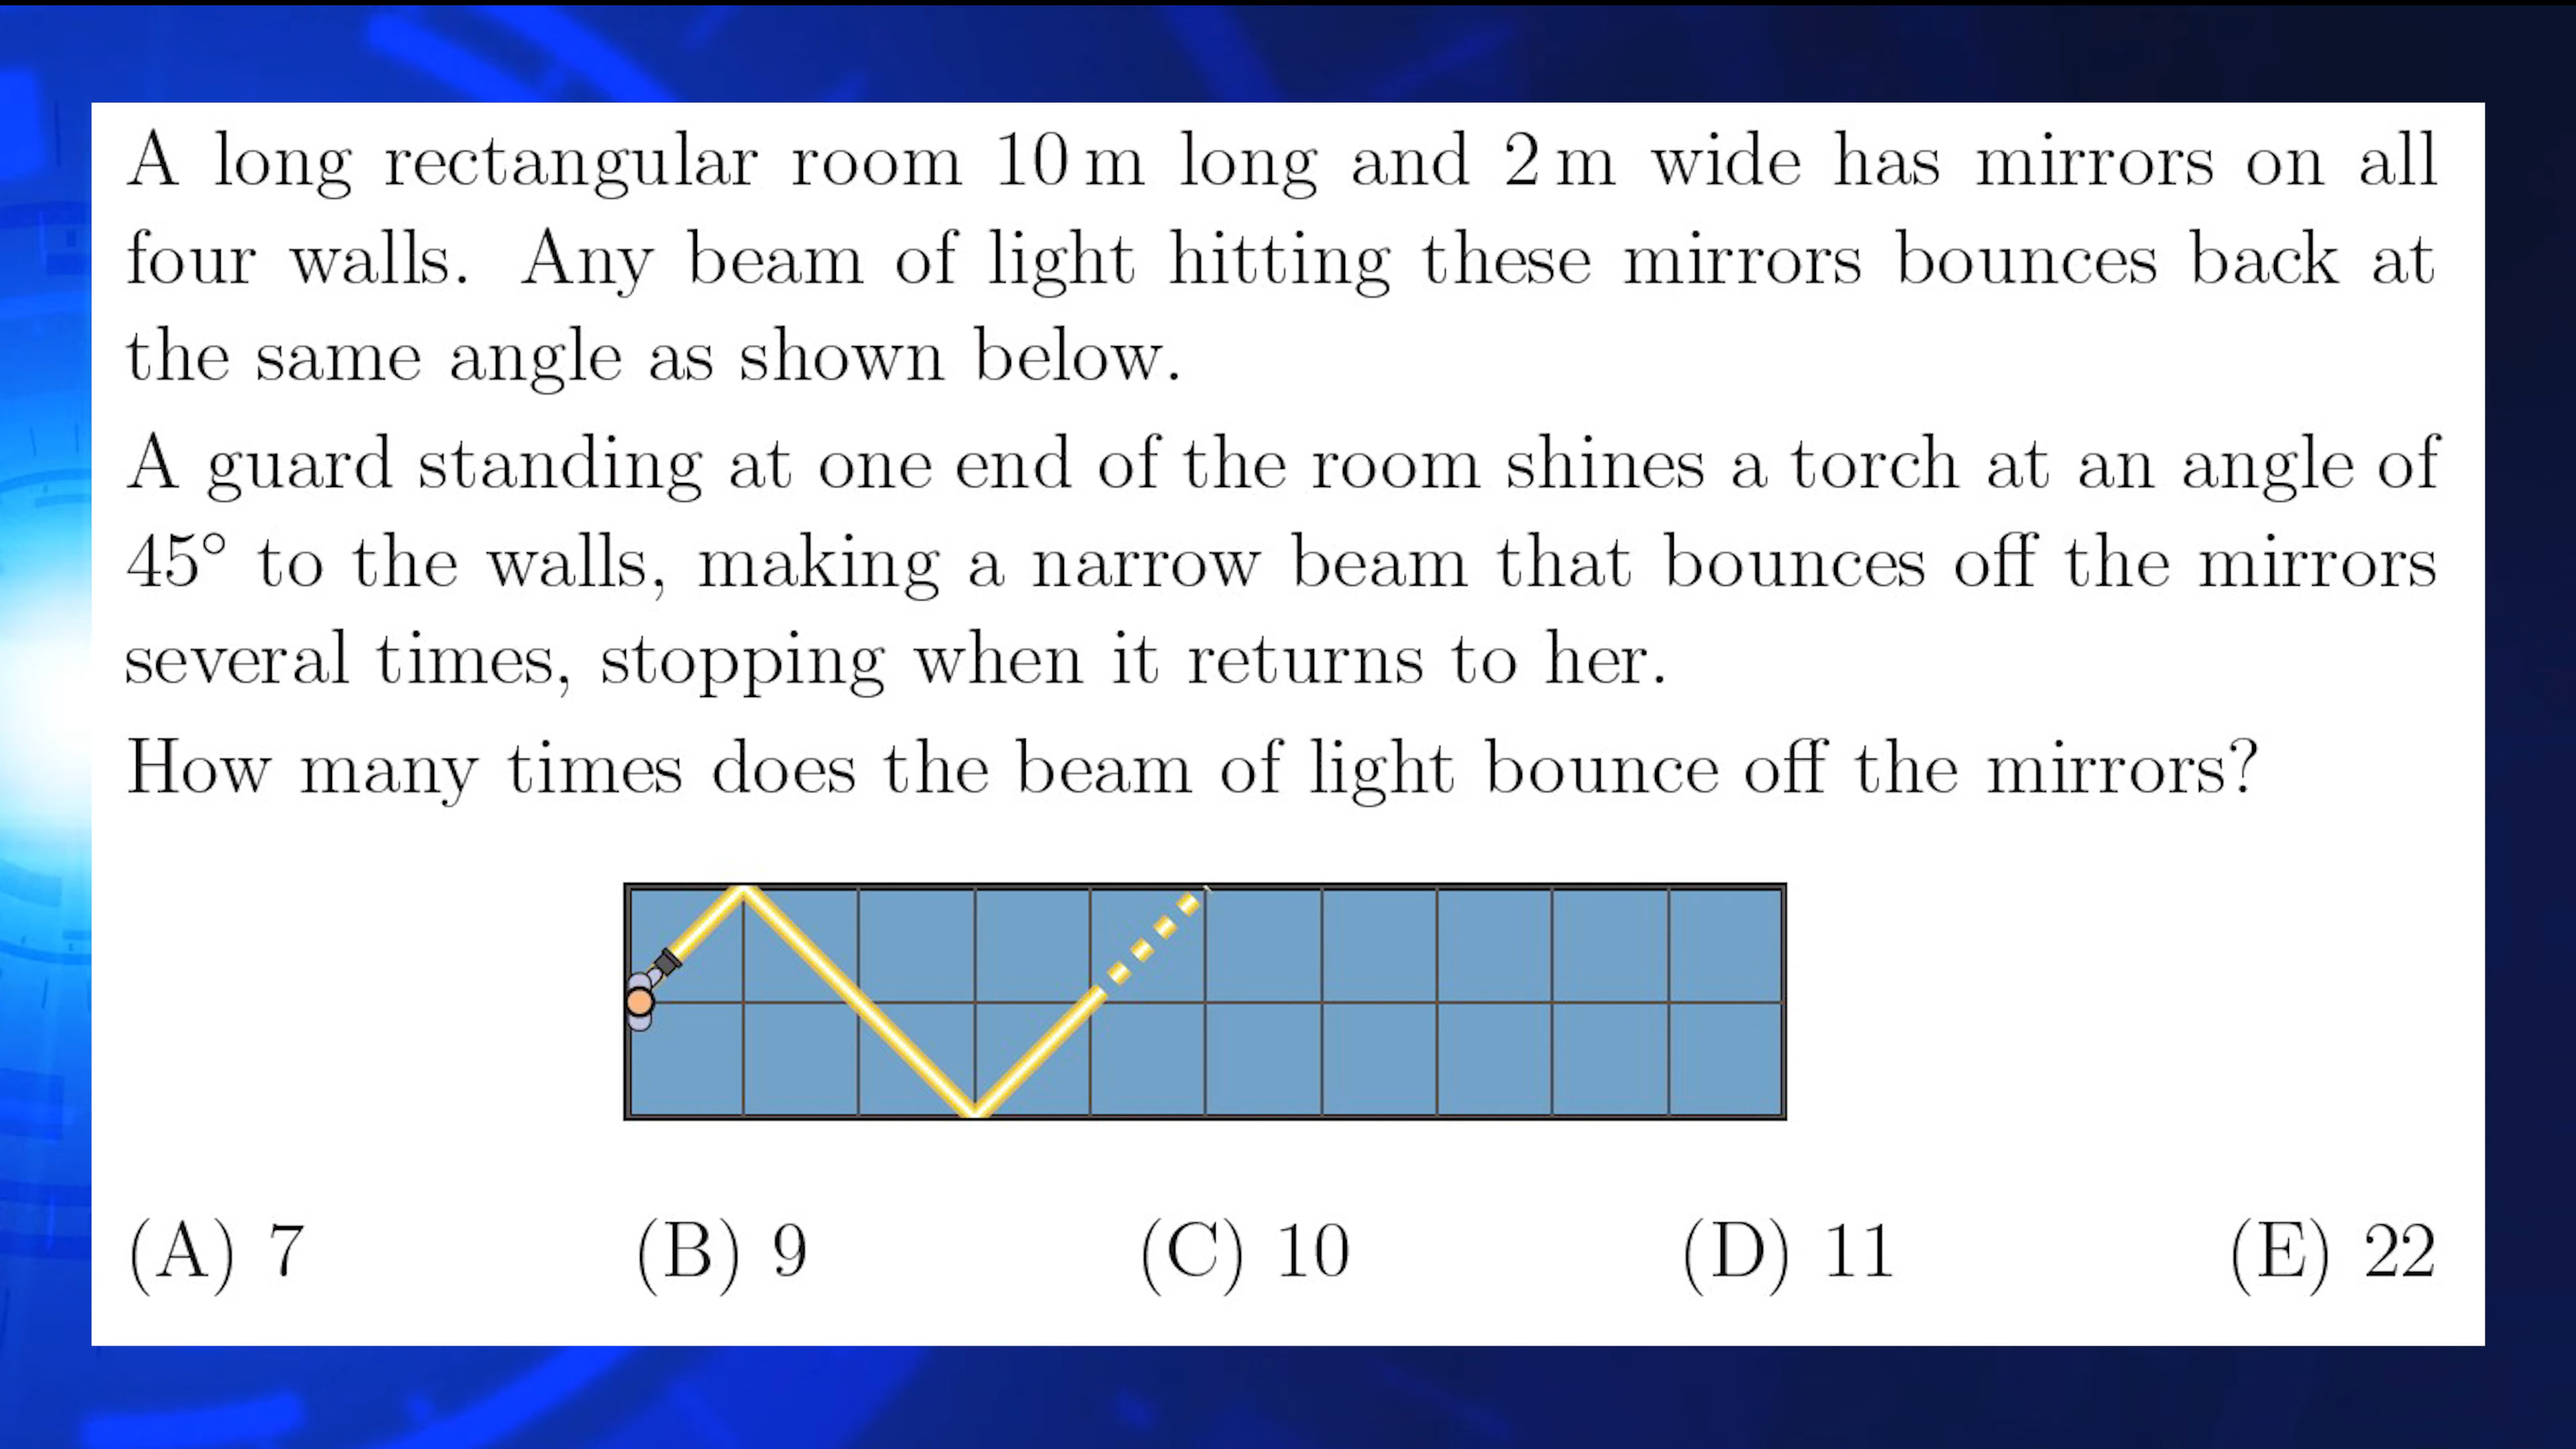 A long rectangular room 10 m long and 2 m wide has mirrors on all
four walls. Any beam of light hitting these mirrors bounces back at
the same angle as shown below.
A guard standing at one end of the room shines a torch at an angle of
45° to the walls, making a narrow beam that bounces off the mirrors
several times, stopping when it returns to her.
How many times does the beam of light bounce off the mirrors?
(A) 7 (B) 9 (C) 10 (D) 11 (E) 22